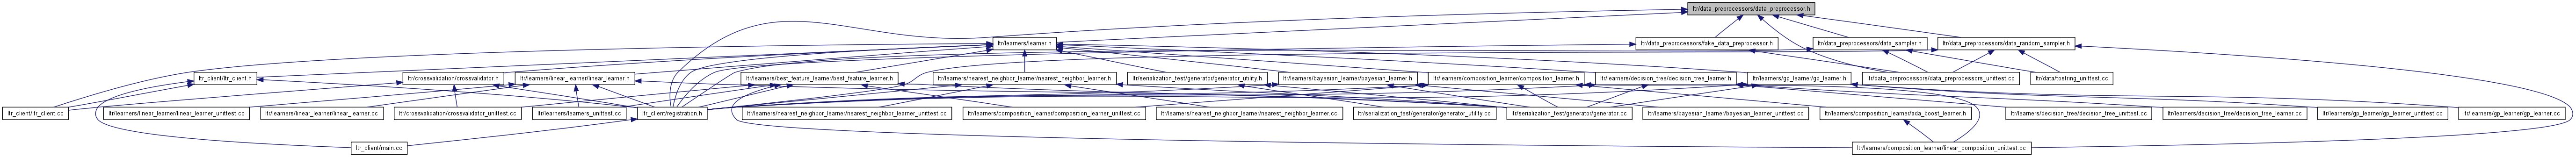 ltr/data_preprocessors/data_preprocessor.h
ltr/learners/learner.h
ltr/data_preprocessors/fake_data_preprocessor.h
ltr/data_preprocessors/data_sampler.h
ltr/data_preprocessors/data_random_sampler.h
ltr_client/ltr_client.h
ltr/crossvalidation/crossvalidator.h
ltr/learners/linear_learner/linear_learner.h
ltr/learners/best_feature_learner/best_feature_learner.h
ltr/learners/nearest_neighbor_learner/nearest_neighbor_learner.h
ltr/serialization_test/generator/generator_utility.h
ltr/learners/bayesian_learner/bayesian_learner.h
ltr/learners/composition_learner/composition_learner.h
ltr/learners/decision_tree/decision_tree_learner.h
ltr/learners/gp_learner/gp_learner.h
ltr/data_preprocessors/data_preprocessors_unittest.cc
ltr/data/tostring_unittest.cc
ltr_client/ltr_client.cc
ltr/learners/linear_learner/linear_learner_unittest.cc
ltr/learners/linear_learner/linear_learner.cc
ltr/crossvalidation/crossvalidator_unittest.cc
ltr/learners/learners_unittest.cc
ltr_client/registration.h
ltr/learners/nearest_neighbor_learner/nearest_neighbor_learner_unittest.cc
ltr/learners/composition_learner/composition_learner_unittest.cc
ltr/learners/nearest_neighbor_learner/nearest_neighbor_learner.cc
ltr/serialization_test/generator/generator_utility.cc
ltr/serialization_test/generator/generator.cc
ltr/learners/bayesian_learner/bayesian_learner_unittest.cc
ltr/learners/composition_learner/ada_boost_learner.h
ltr/learners/decision_tree/decision_tree_unittest.cc
ltr/learners/decision_tree/decision_tree_learner.cc
ltr/learners/gp_learner/gp_learner_unittest.cc
ltr/learners/gp_learner/gp_learner.cc
ltr_client/main.cc
ltr/learners/composition_learner/linear_composition_unittest.cc